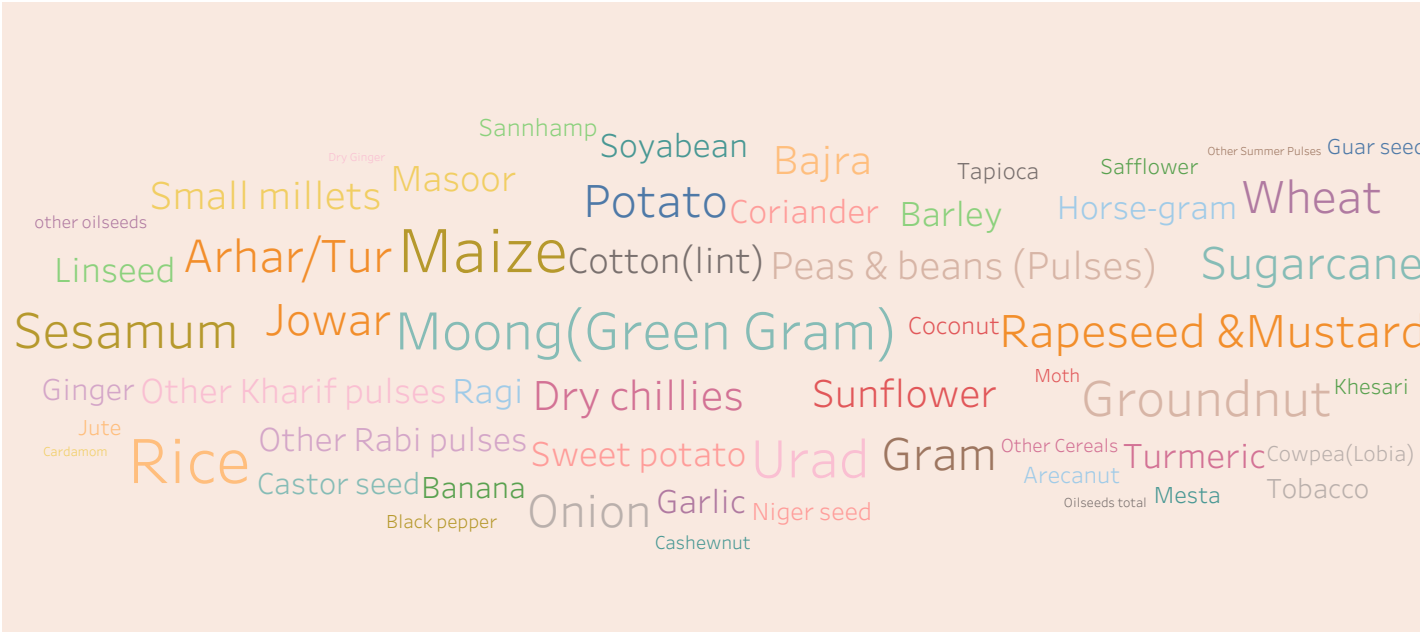 Sannhamp
Soyabean
Bajra
Dry Ginger
Masoor
Tapioca
Safflower
Other Summer Pulses
Guar seed
Small millets
Potato
Coriander
Barley
Horse-gram
Wheat
other oilseeds
Linseed
Arhar/Tur
Maize
Cotton(lint)
Peas & beans (Pulses)
Sugarcane
Sesamum
Jowar
Moong(Green Gram)
Coconut
Rapeseed &Mustard
Ginger
Other Kharif pulses
Ragi
Dry chillies
Sunflower
Moth
Groundnut
Khesari
Jute
Cardamom
Rice
Other Rabi pulses
Sweet potato
Urad
Gram
Other Cereals
Turmeric
Cowpea(Lobia)
Castor seed
Banana
Onion
Garlic
Niger seed
Arecanut
Oilseeds total
Mesta
Tobacco
Black pepper
Cashewnut